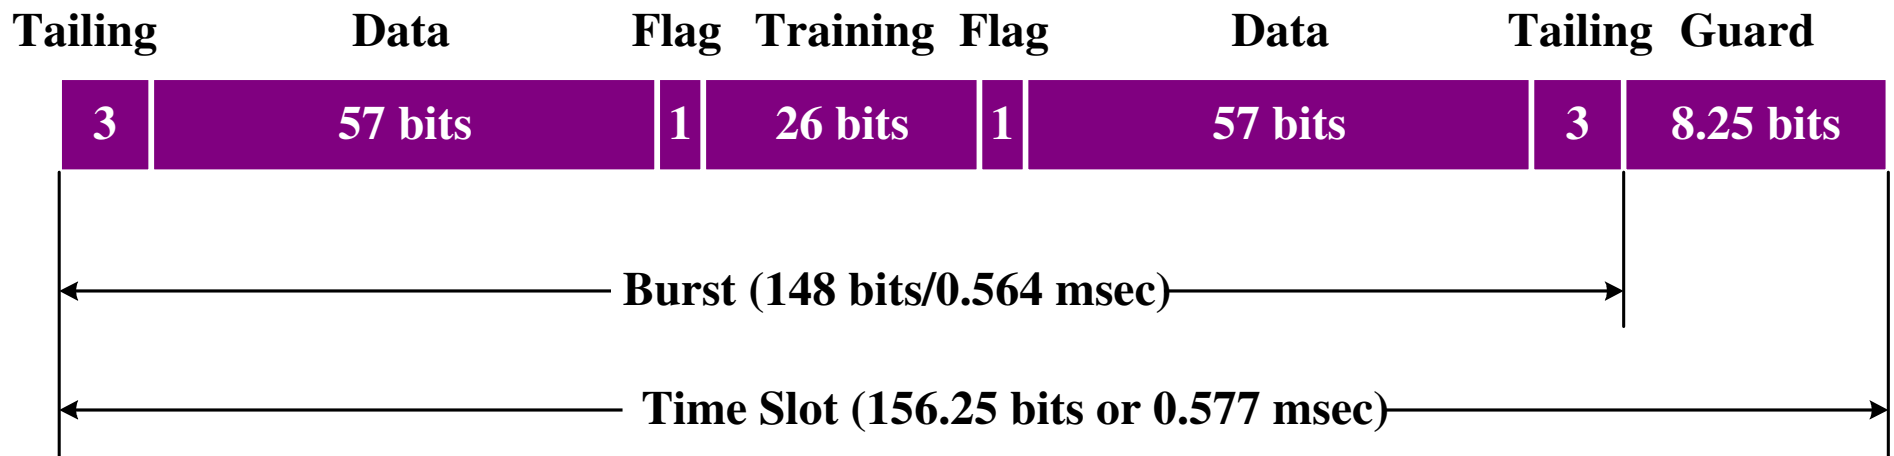 Tailing Data Flag Training Flag Data Tailing Guard
3 57 bits 1 26 bits 1 57 bits 3 8.25 bits
Burst (148 bits/0.564 msec)
Time Slot (156.25 bits or 0.577 msec)